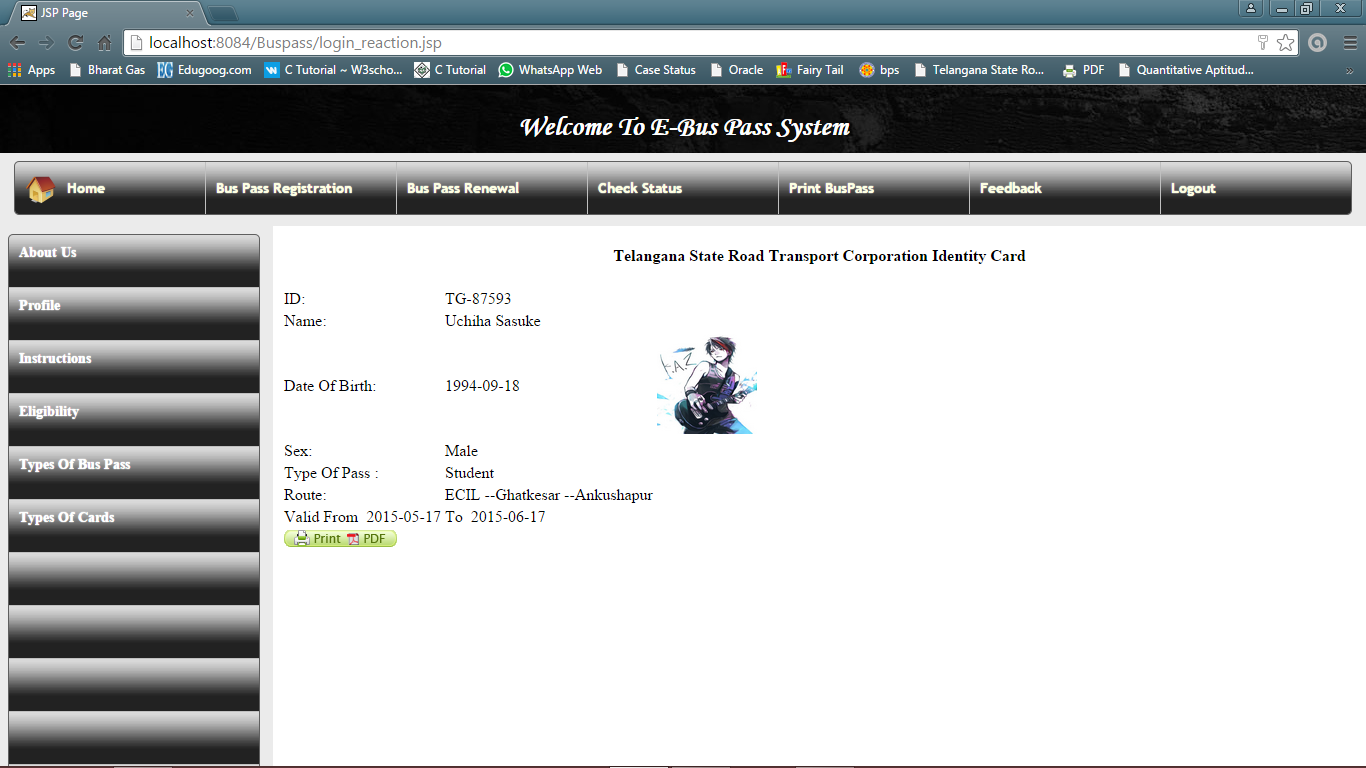 JSP Page
localhost:8084/Buspass/login_reaction.jsp
Apps Bharat Gas Edugoog.com C Tutorial ~ W3scho... C Tutorial WhatsApp Web Case Status Oracle Fairy Tail bps Telangana State Ro... PDF Quantitative Aptitud... »
Welcome To E-Bus Pass System
Home Bus Pass Registration Bus Pass Renewal Check Status Print BusPass Feedback Logout
About Us
Profile
Instructions
Eligibility
Types Of Bus Pass
Types Of Cards
Telangana State Road Transport Corporation Identity Card
ID: TG-87593
Name: Uchiha Sasuke
Date Of Birth: 1994-09-18
Sex: Male
Type Of Pass : Student
Route: ECIL --Ghatkesar --Ankushapur
Valid From 2015-05-17 To 2015-06-17
Print PDF